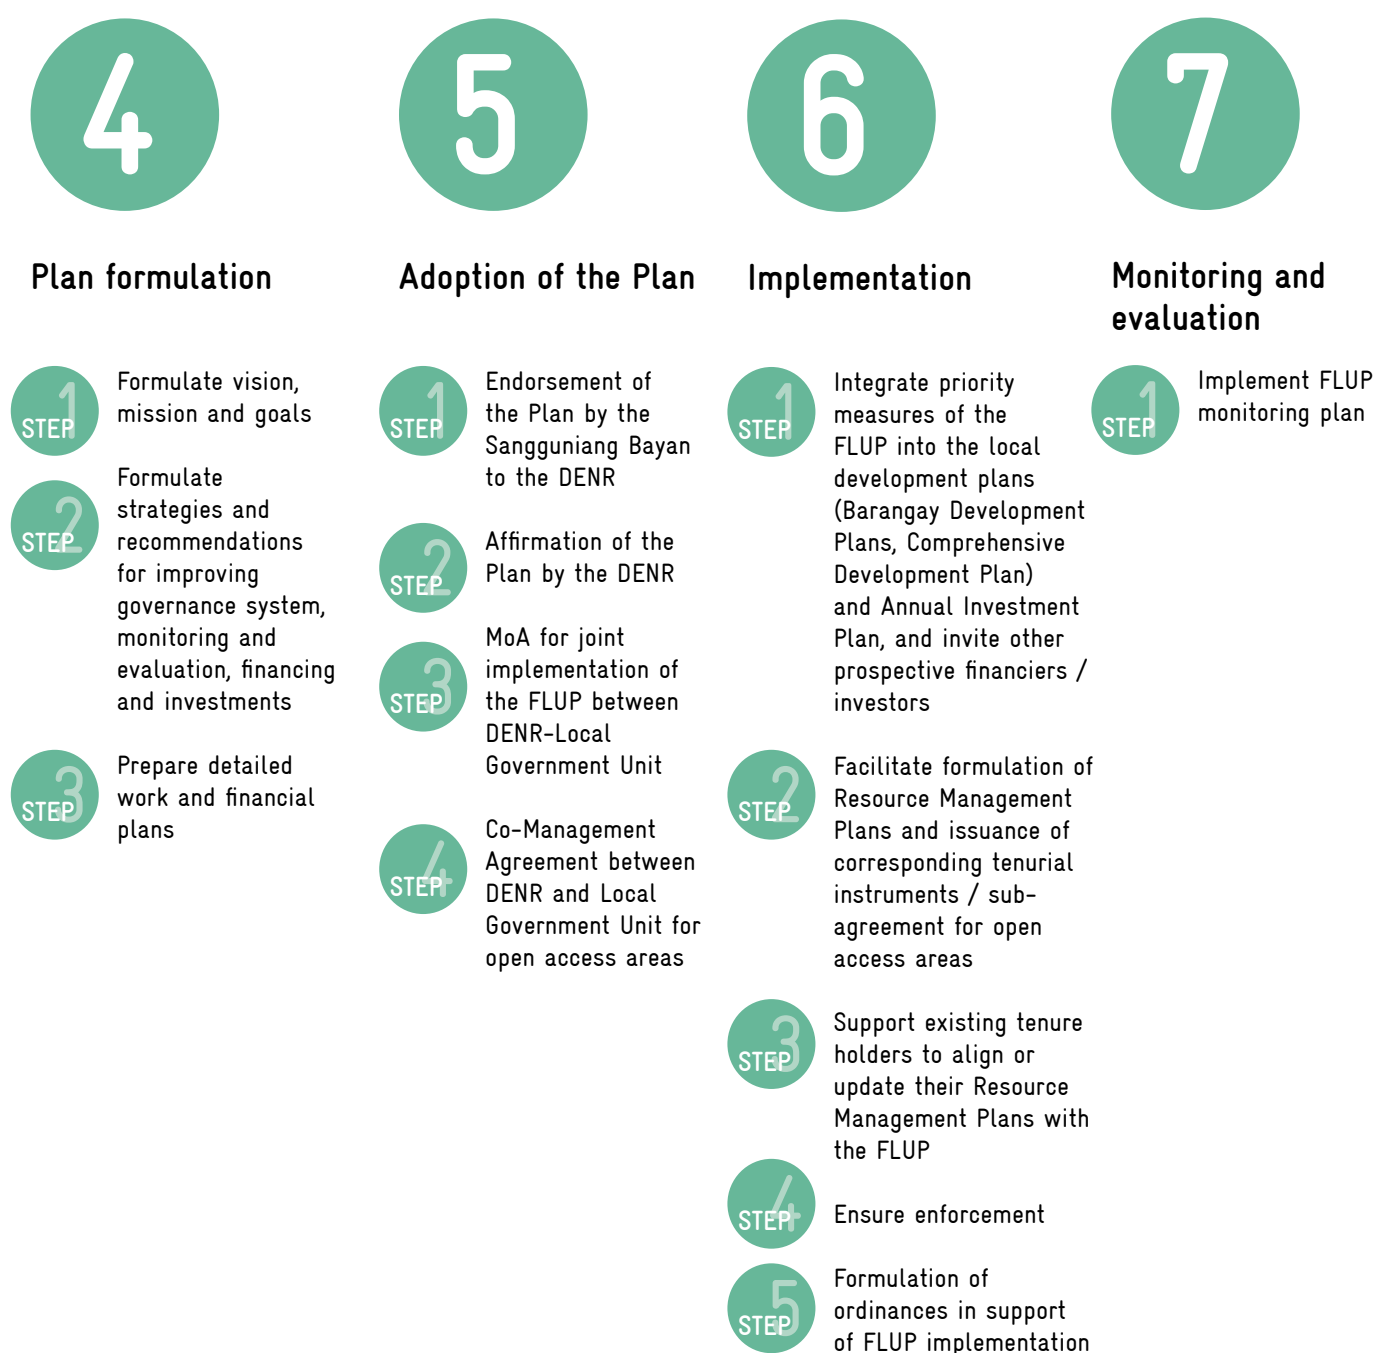 4
Plan formulation
STEP 1
Formulate vision,
mission and goals
STEP 2
Formulate
strategies and
recommendations
for improving
governance system,
monitoring and
evaluation, financing
and investments
STEP 3
Prepare detailed
work and financial
plans
5
Adoption of the Plan
STEP 1
Endorsement of
the Plan by the
Sangguniang Bayan
to the DENR
STEP 2
Affirmation of the
Plan by the DENR
STEP 3
MoA for joint
implementation of
the FLUP between
DENR-Local
Government Unit
STEP 4
Co-Management
Agreement between
DENR and Local
Government Unit for
open access areas
6
Implementation
STEP 1
Integrate priority
measures of the
FLUP into the local
development plans
(Barangay Development
Plans, Comprehensive
Development Plan)
and Annual Investment
Plan, and invite other
prospective financiers /
investors
STEP 2
Facilitate formulation of
Resource Management
Plans and issuance of
corresponding tenurial
instruments / sub-
agreement for open
access areas
STEP 3
Support existing tenure
holders to align or
update their Resource
Management Plans with
the FLUP
STEP 4
Ensure enforcement
STEP 5
Formulation of
ordinances in support
of FLUP implementation
7
Monitoring and
evaluation
STEP 1
Implement FLUP
monitoring plan